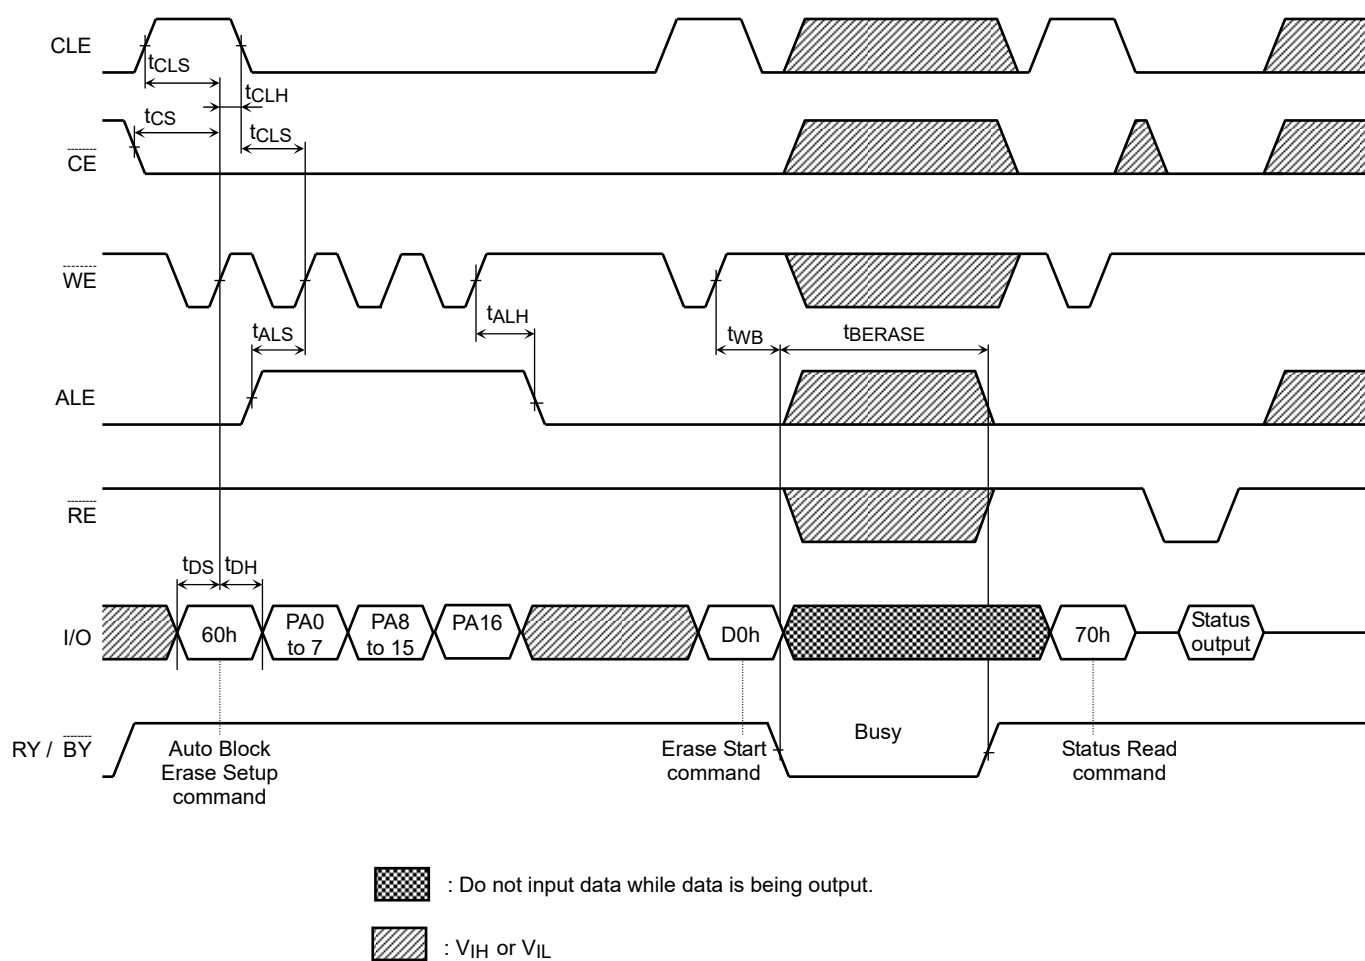 CLE
tCLS
tCLH
tCS
tCLS
CE
WE
tALS
tALH
tWB
tBERASE
ALE
RE
tDS
tDH
I/O
60h
PA0
to 7
PA8
to 15
PA16
D0h
70h
Status
output
RY / BY
Busy
Auto Block
Erase Setup
command
Erase Start
command
Status Read
command
: Do not input data while data is being output.
: VIH or VIL